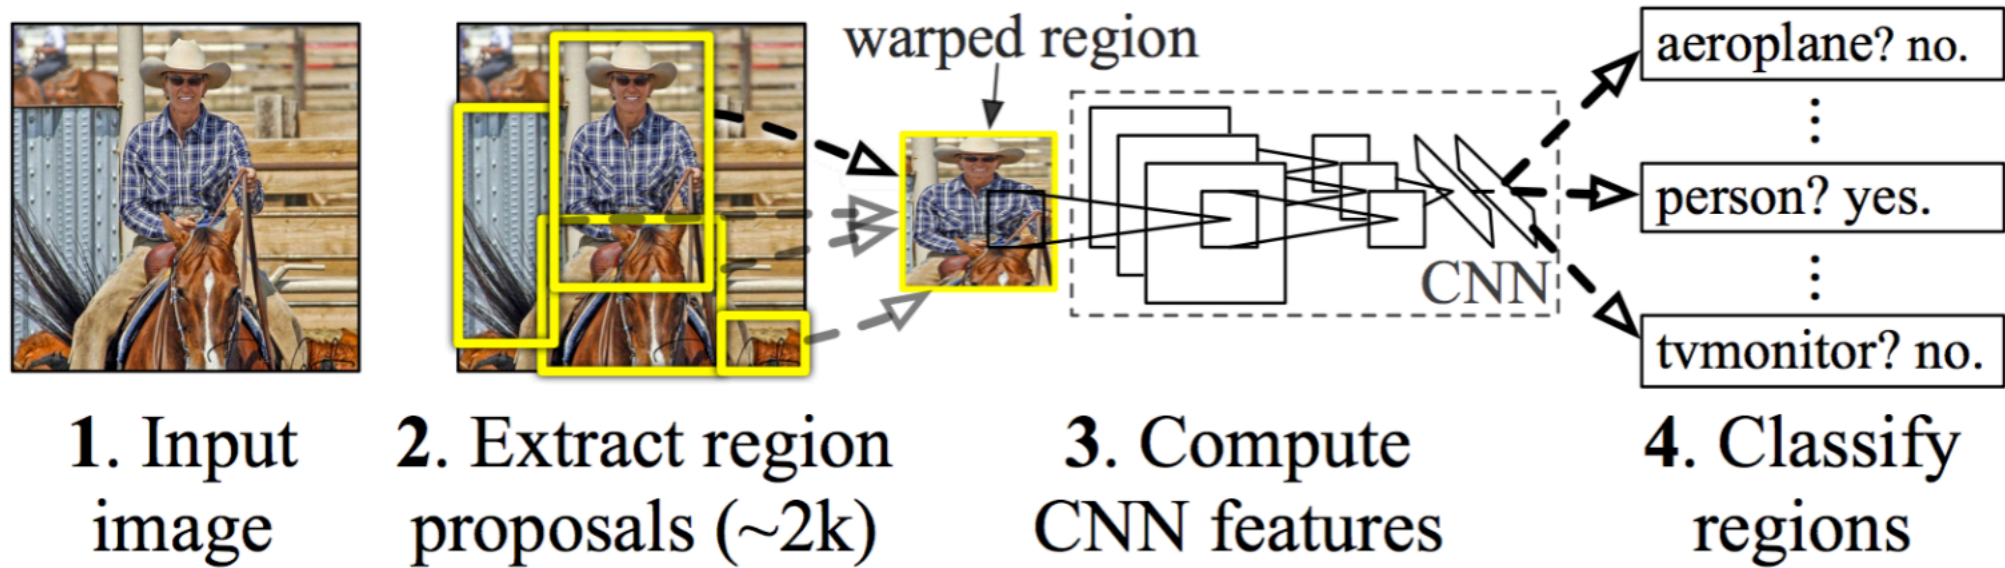 warped region
aeroplane? no.
person? yes.
CNN
tvmonitor? no.
1. Input
image
2. Extract region
proposals (~2k)
3. Compute
CNN features
4. Classify
regions